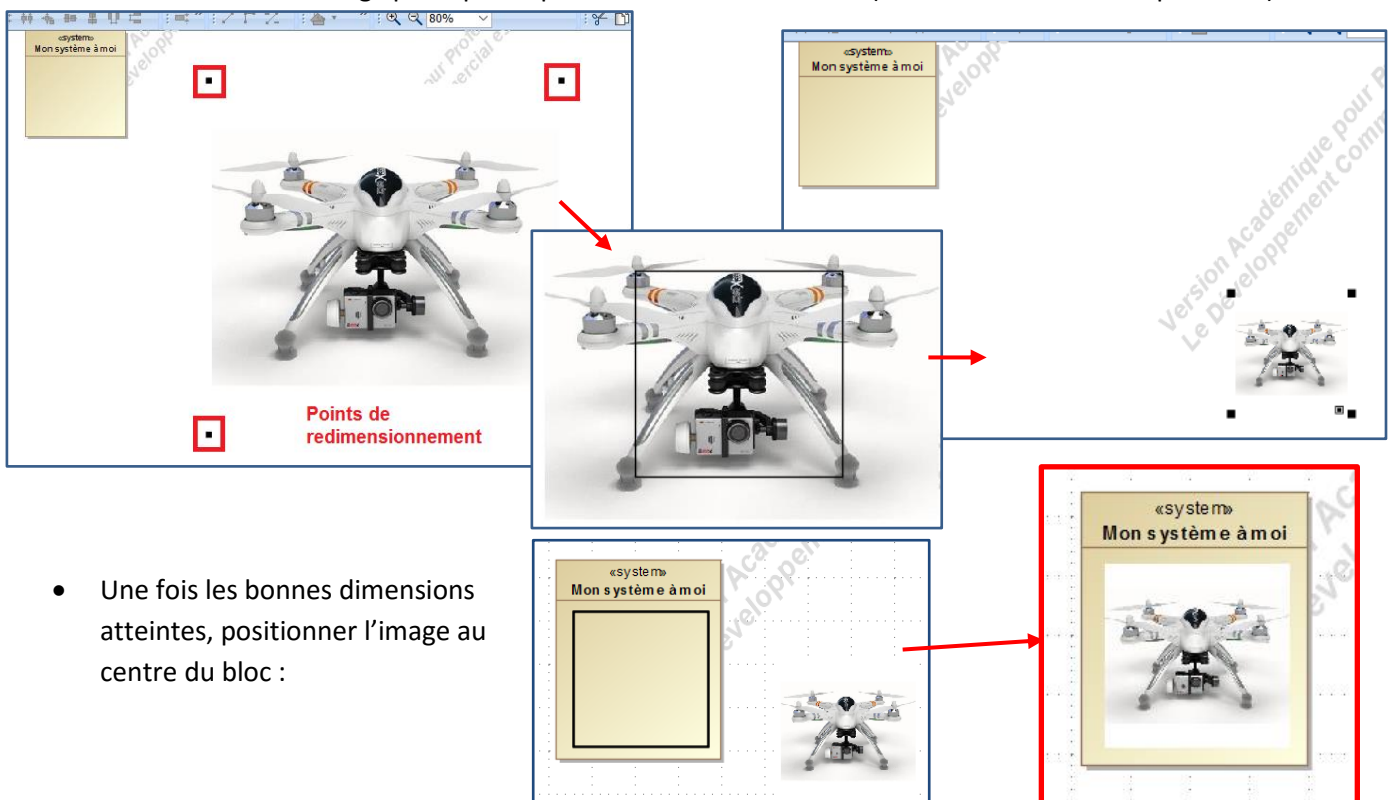 80%
«system»
Mon système à moi
Points de
redimensionnement
«system»
Mon système à moi
Version Académique pour
Le Développement
• Une fois les bonnes dimensions
atteintes, positionner l’image au
centre du bloc :
«system»
Mon système à moi
«system»
Mon système à moi